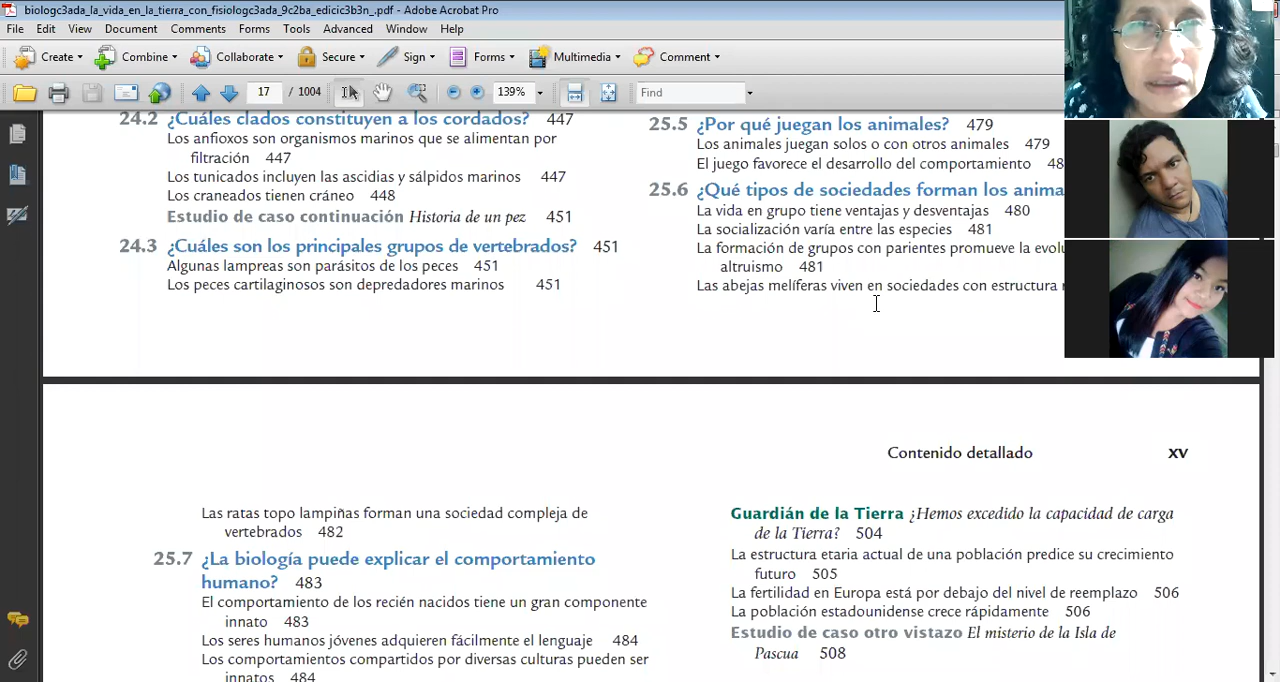 biologc3ada_la_vida_en_la_tierra_con_fisiologc3ada_9c2ba_edicic3b3n_.pdf - Adobe Acrobat Pro
File Edit View Document Comments Forms Tools Advanced Window Help
Create Combine Collaborate Secure Sign Forms Multimedia Comment
17 / 1004 139% Find
24.2 ¿Cuáles clados constituyen a los cordados? 447
Los anfioxos son organismos marinos que se alimentan por
filtración 447
Los tunicados incluyen las ascidias y sálpidos marinos 447
Los craneados tienen cráneo 448
Estudio de caso continuación Historia de un pez 451
24.3 ¿Cuáles son los principales grupos de vertebrados? 451
Algunas lampreas son parásitos de los peces 451
Los peces cartilaginosos son depredadores marinos 451
25.5 ¿Por qué juegan los animales? 479
Los animales juegan solos o con otros animales 479
El juego favorece el desarrollo del comportamiento 48
25.6 ¿Qué tipos de sociedades forman los anima
La vida en grupo tiene ventajas y desventajas 480
La socialización varía entre las especies 481
La formación de grupos con parientes promueve la evolu
altruismo 481
Las abejas melíferas viven en sociedades con estructura
Contenido detallado XV
Las ratas topo lampiñas forman una sociedad compleja de
vertebrados 482
25.7 ¿La biología puede explicar el comportamiento
humano? 483
El comportamiento de los recién nacidos tiene un gran componente
innato 483
Los seres humanos jóvenes adquieren fácilmente el lenguaje 484
Los comportamientos compartidos por diversas culturas pueden ser
innatos 484
Guardián de la Tierra ¿Hemos excedido la capacidad de carga
de la Tierra? 504
La estructura etaria actual de una población predice su crecimiento
futuro 505
La fertilidad en Europa está por debajo del nivel de reemplazo 506
La población estadounidense crece rápidamente 506
Estudio de caso otro vistazo El misterio de la Isla de
Pascua 508